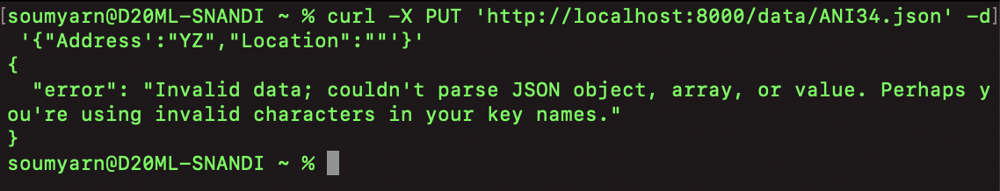 [soumyarn@D20ML-SNANDI ~ % curl -X PUT 'http://localhost:8000/data/ANI34.json' -d]
 '{"Address':"YZ","Location":""'}'
{
  "error": "Invalid data; couldn't parse JSON object, array, or value. Perhaps y
ou're using invalid characters in your key names."
}
soumyarn@D20ML-SNANDI ~ %